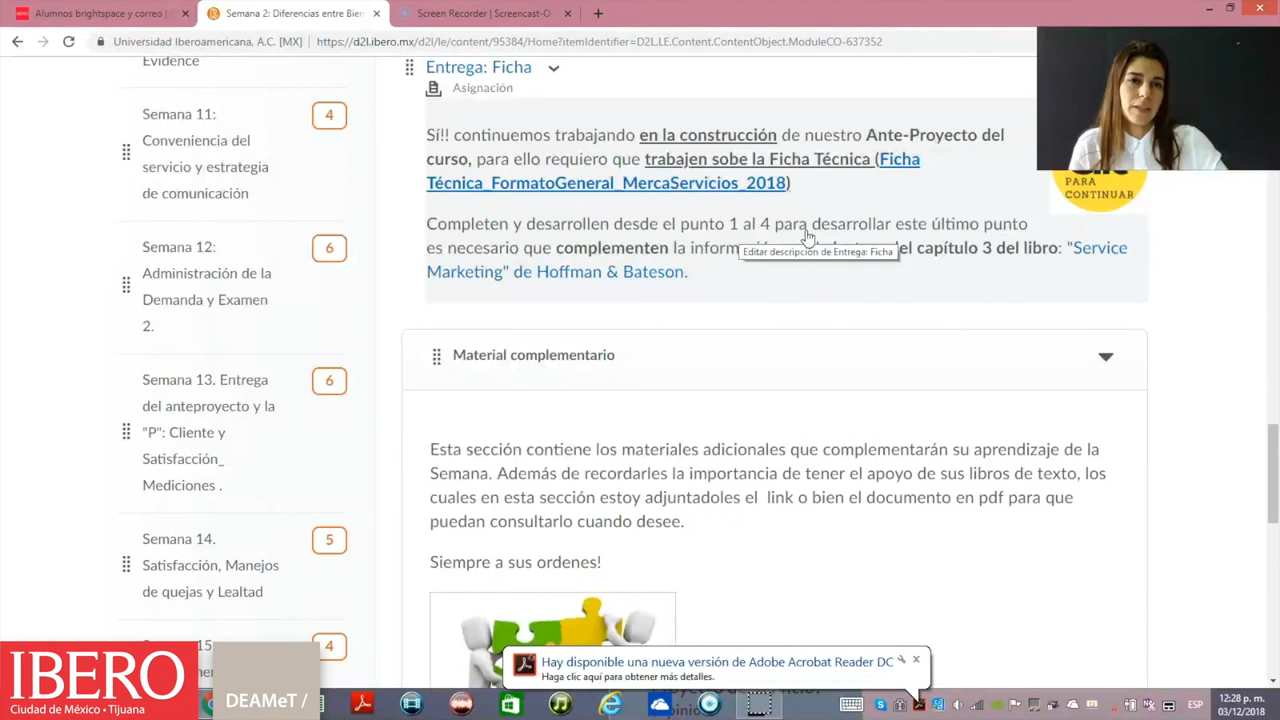 Alumnos brightspace y correo |
Semana 2: Diferencias entre Bien
Screen Recorder | Screencast-O-
Universidad Iberoamericana, A.C. [MX]
https://d2l.ibero.mx/d2l/le/content/95384/Home?itemIdentifier=D2L.LE.Content.ContentObject.ModuleCO-637352
Evidence
Semana 11:
Conveniencia del
servicio y estrategia
de comunicación
4
Semana 12:
Administración de la
Demanda y Examen
2.
6
Semana 13. Entrega
del anteproyecto y la
"P": Cliente y
Satisfacción_
Mediciones .
6
Semana 14.
Satisfacción, Manejos
de quejas y Lealtad
5
15
4
Entrega: Ficha
Asignación
Sí!! continuemos trabajando en la construcción de nuestro Ante-Proyecto del
curso, para ello requiero que trabajen sobe la Ficha Técnica (Ficha
Técnica_FormatoGeneral_MercaServicios_2018)
Completen y desarrollen desde el punto 1 al 4 para desarrollar este último punto
es necesario que complementen la información del capítulo 3 del libro: "Service
Marketing" de Hoffman & Bateson.
Editar descripción de Entrega: Ficha
PARA
CONTINUAR
Material complementario
Esta sección contiene los materiales adicionales que complementarán su aprendizaje de la
Semana. Además de recordarles la importancia de tener el apoyo de sus libros de texto, los
cuales en esta sección estoy adjuntadoles el link o bien el documento en pdf para que
puedan consultarlo cuando desee.
Siempre a sus ordenes!
Hay disponible una nueva versión de Adobe Acrobat Reader DC
Haga clic aquí para obtener más detalles.
IBERO
Ciudad de México • Tijuana
DEAMeT /
ESP
12:28 p. m.
03/12/2018